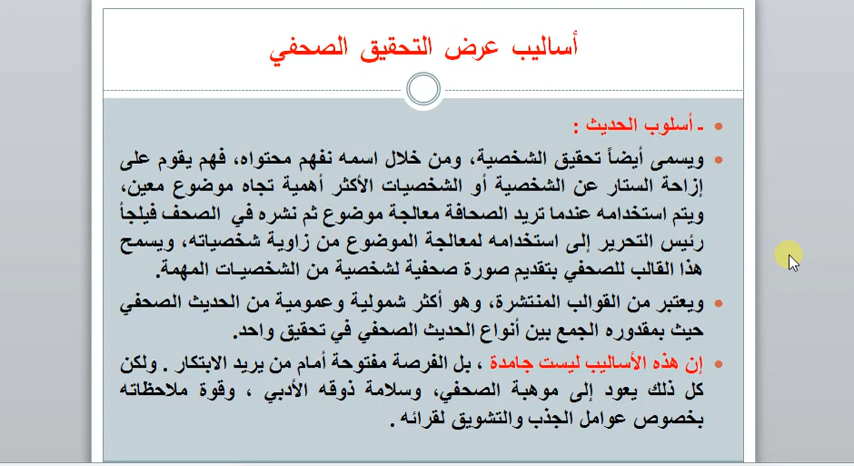 أساليب عرض التحقيق الصحفي
ـ أسلوب الحديث :
ويسمى أيضاً تحقيق الشخصية، ومن خلال اسمه نفهم محتواه، فهم يقوم على
إزاحة الستار عن الشخصية أو الشخصيات الأكثر أهمية تجاه موضوع معين،
ويتم استخدامه عندما تريد الصحافة معالجة موضوع ثم نشره في الصحف فيلجأ
رئيس التحرير إلى استخدامه لمعالجة الموضوع من زاوية شخصياته، ويسمح
هذا القالب للصحفي بتقديم صورة صحفية لشخصية من الشخصيـات المهمة.
ويعتبر من القوالب المنتشرة، وهو أكثر شمولية وعمومية من الحديث الصحفي
حيث بمقدوره الجمع بين أنواع الحديث الصحفي في تحقيق واحد.
إن هذه الأساليب ليست جامدة ، بل الفرصة مفتوحة أمام من يريد الابتكار . ولكن
كل ذلك يعود إلى موهبة الصحفي، وسلامة ذوقه الأدبي ، وقوة ملاحظاته
بخصوص عوامل الجذب والتشويق لقرائه .